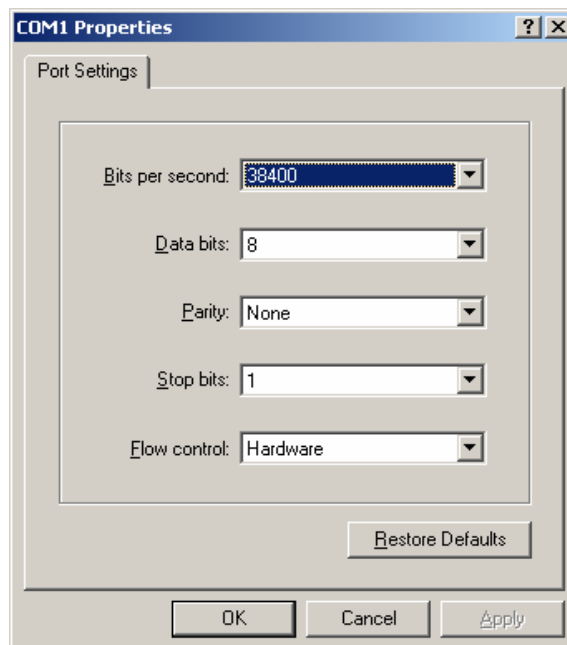 COM1 Properties
Port Settings
Bits per second: 38400
Data bits: 8
Parity: None
Stop bits: 1
Flow control: Hardware
Restore Defaults
OK Cancel Apply